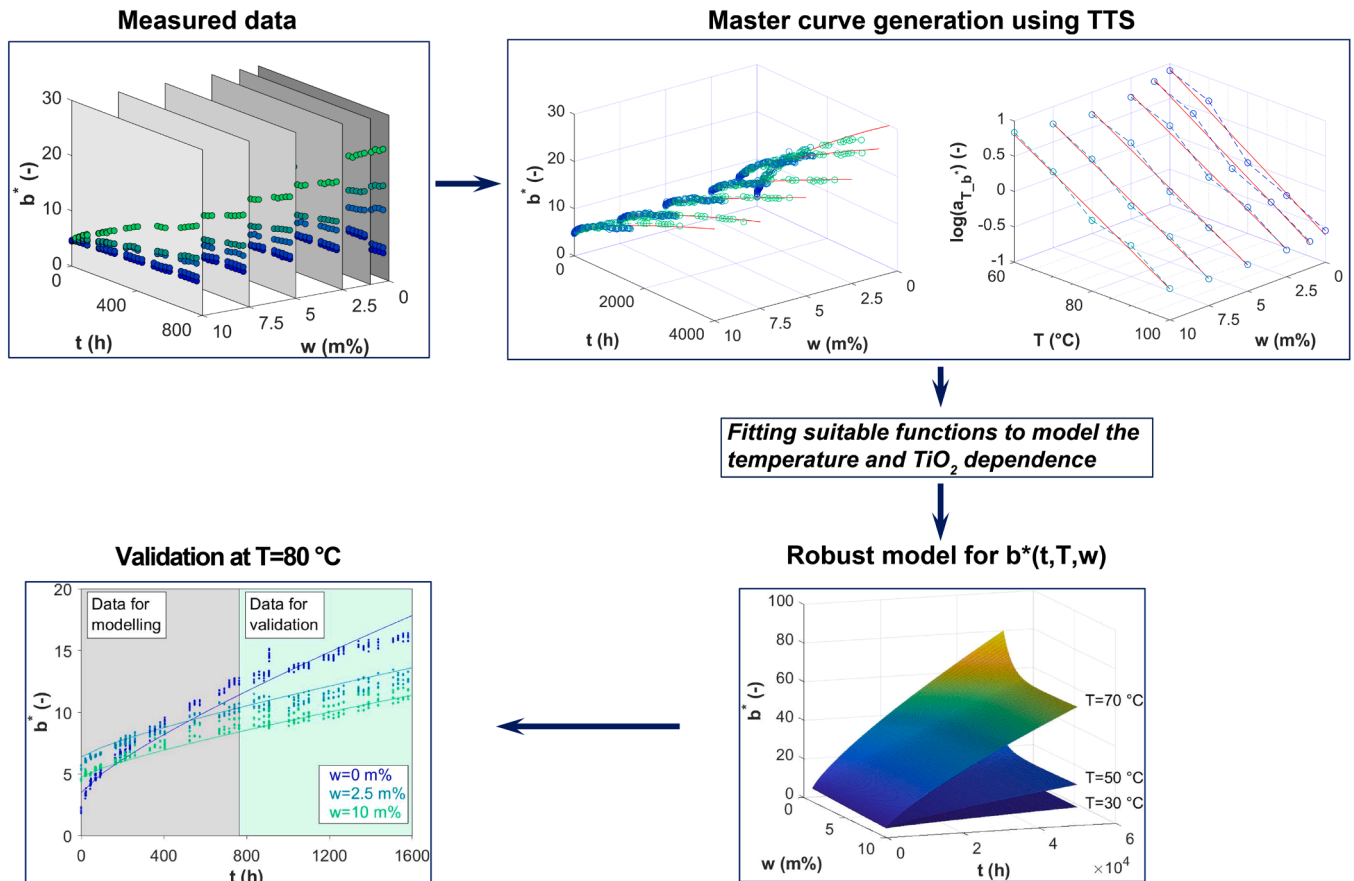 Measured data
Master curve generation using TTS
30
20
10
0
b* (-)
0
400
800
t (h)
10
7.5
5
2.5
0
w (m%)
30
20
10
0
b* (-)
0
2000
4000
t (h)
10
7.5
5
2.5
0
w (m%)
1
0.5
0
-0.5
-1
log(a_T_b*) (-)
60
80
100
T (°C)
10
7.5
5
2.5
0
w (m%)
Fitting suitable functions to model the
temperature and TiO₂ dependence
Validation at T=80 °C
Robust model for b*(t,T,w)
20
15
10
5
0
b* (-)
Data for
modelling
Data for
validation
w=0 m%
w=2.5 m%
w=10 m%
0
400
800
1200
1600
t (h)
100
80
60
40
20
0
b* (-)
T=70 °C
T=50 °C
T=30 °C
0
5
10
w (m%)
0
2
4
6
×10⁴
t (h)